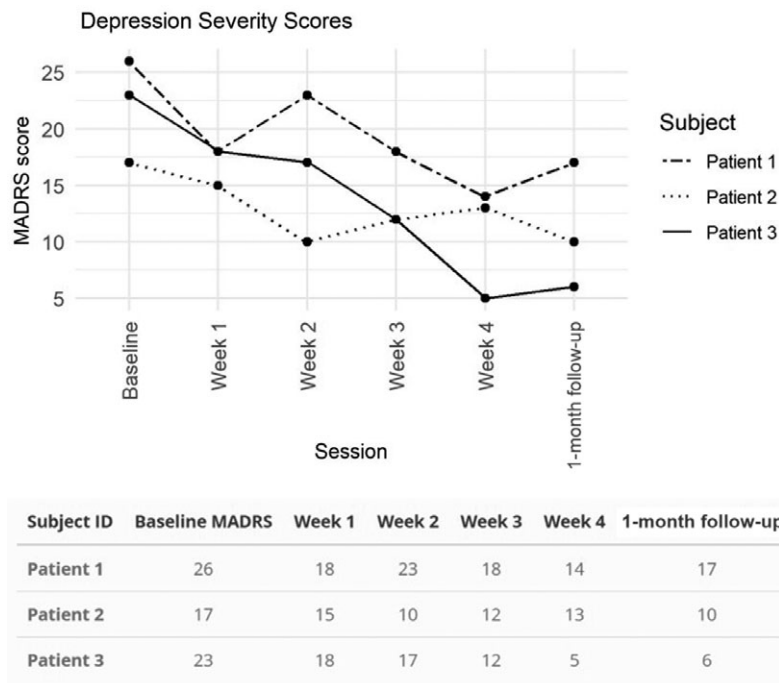 Depression Severity Scores
MADRS score
25
20
15
10
5
Baseline
Week 1
Week 2
Week 3
Week 4
1-month follow-up
Session
Subject
Patient 1
Patient 2
Patient 3
Subject ID Baseline MADRS Week 1 Week 2 Week 3 Week 4 1-month follow-up
Patient 1 26 18 23 18 14 17
Patient 2 17 15 10 12 13 10
Patient 3 23 18 17 12 5 6